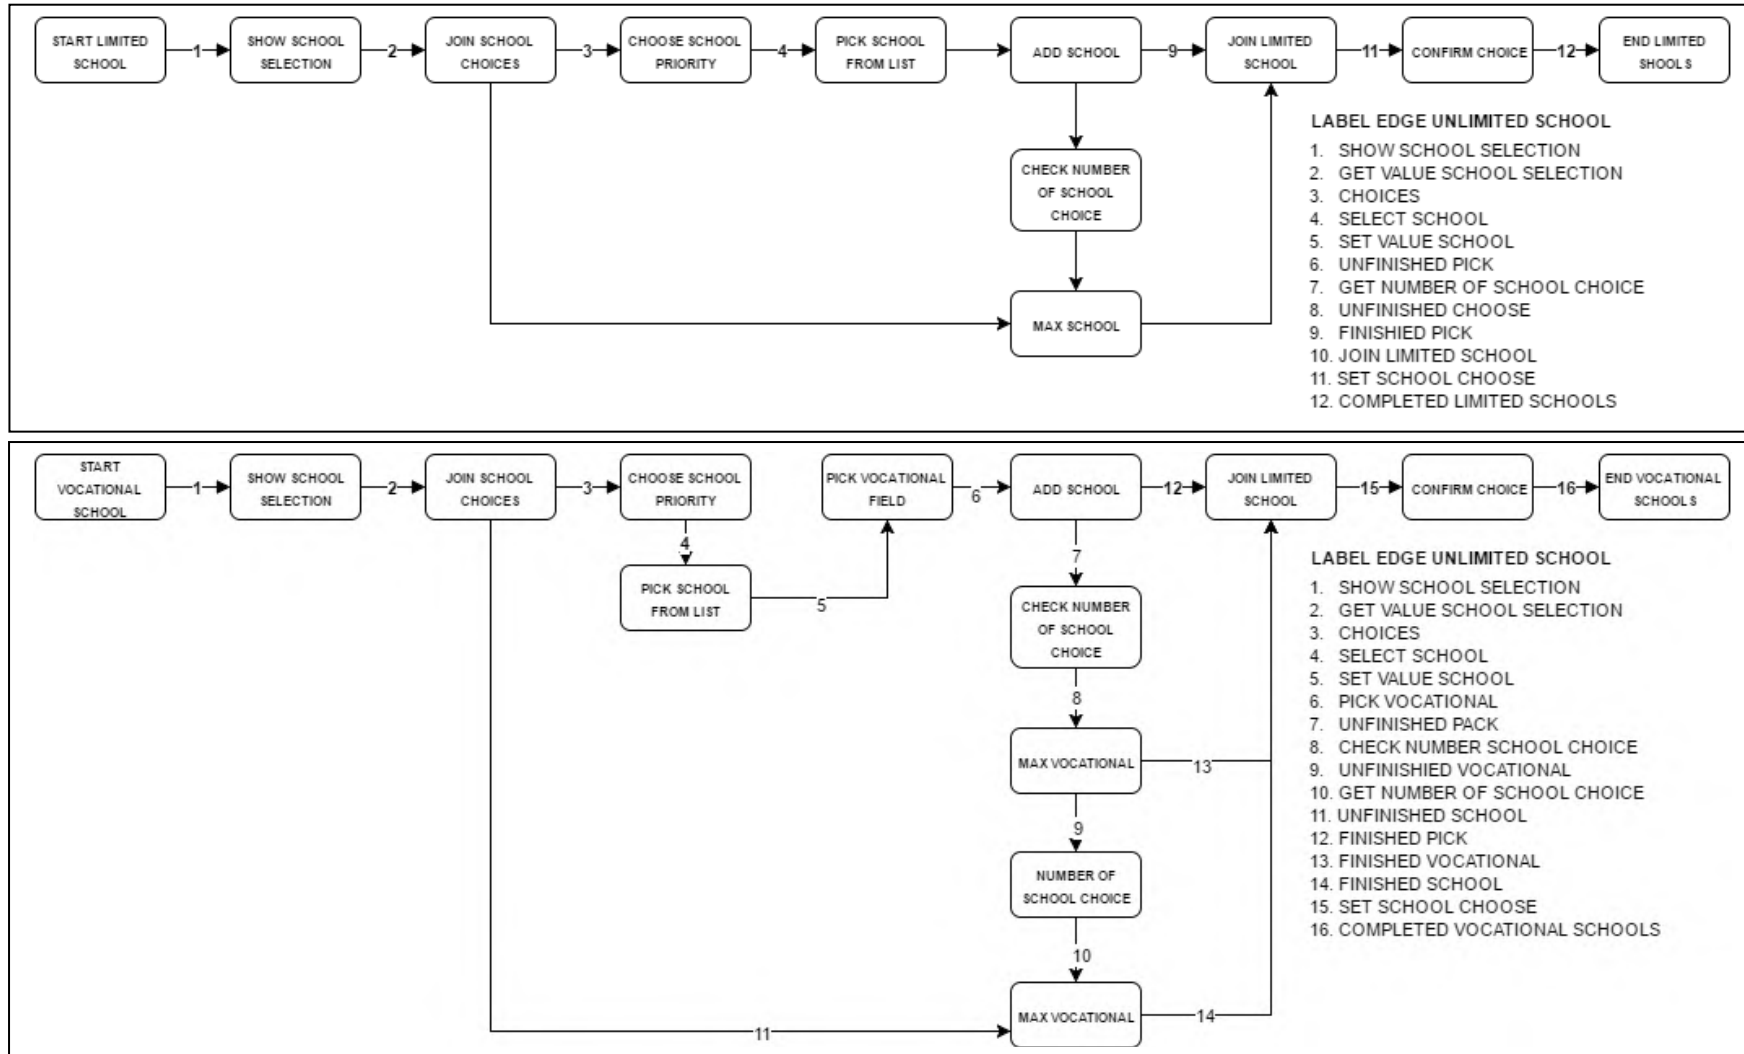 START LIMITED
SCHOOL
1
SHOW SCHOOL
SELECTION
2
JOIN SCHOOL
CHOICES
3
CHOOSE SCHOOL
PRIORITY
4
PICK SCHOOL
FROM LIST
ADD SCHOOL
9
JOIN LIMITED
SCHOOL
11
CONFIRM CHOICE
12
END LIMITED
SHOOLS
CHECK NUMBER
OF SCHOOL
CHOICE
MAX SCHOOL
LABEL EDGE UNLIMITED SCHOOL
1. SHOW SCHOOL SELECTION
2. GET VALUE SCHOOL SELECTION
3. CHOICES
4. SELECT SCHOOL
5. SET VALUE SCHOOL
6. UNFINISHED PICK
7. GET NUMBER OF SCHOOL CHOICE
8. UNFINISHED CHOOSE
9. FINISHIED PICK
10. JOIN LIMITED SCHOOL
11. SET SCHOOL CHOOSE
12. COMPLETED LIMITED SCHOOLS
START
VOCATIONAL
SCHOOL
1
SHOW SCHOOL
SELECTION
2
JOIN SCHOOL
CHOICES
3
CHOOSE SCHOOL
PRIORITY
4
PICK SCHOOL
FROM LIST
5
PICK VOCATIONAL
FIELD
6
ADD SCHOOL
12
JOIN LIMITED
SCHOOL
15
CONFIRM CHOICE
16
END VOCATIONAL
SCHOOLS
7
CHECK NUMBER
OF SCHOOL
CHOICE
8
MAX VOCATIONAL
13
9
NUMBER OF
SCHOOL CHOICE
10
MAX VOCATIONAL
14
11
LABEL EDGE UNLIMITED SCHOOL
1. SHOW SCHOOL SELECTION
2. GET VALUE SCHOOL SELECTION
3. CHOICES
4. SELECT SCHOOL
5. SET VALUE SCHOOL
6. PICK VOCATIONAL
7. UNFINISHED PACK
8. CHECK NUMBER SCHOOL CHOICE
9. UNFINISHIED VOCATIONAL
10. GET NUMBER OF SCHOOL CHOICE
11. UNFINISHED SCHOOL
12. FINISHED PICK
13. FINISHED VOCATIONAL
14. FINISHED SCHOOL
15. SET SCHOOL CHOOSE
16. COMPLETED VOCATIONAL SCHOOLS